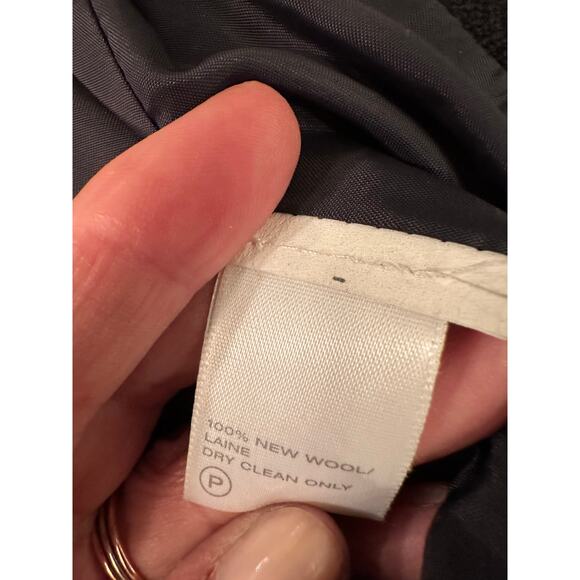 100% NEW WOOL/
LAINE
DRY CLEAN ONLY
P